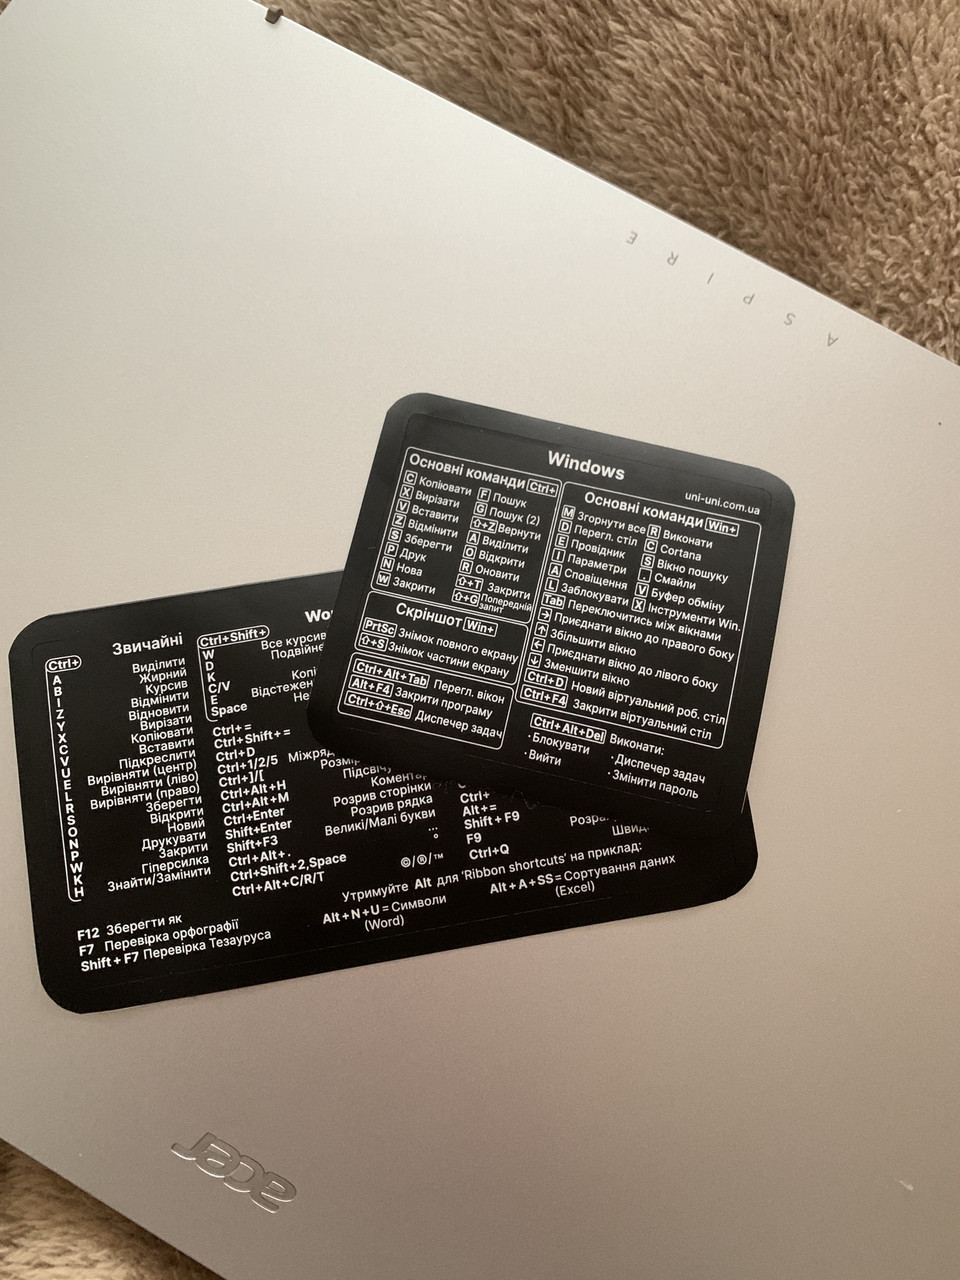 ASPIRE
Windows
uni-uni.com.ua
Основні команди Ctrl+
C Копіювати
X Вирізати
V Вставити
Z Відмінити
S Зберегти
P Друк
N Нова
W Закрити
F Пошук
G Пошук (2)
⇧+Z Вернути
A Виділити
O Відкрити
R Оновити
⇧+T Закрити
⇧+G Попередній запит
Скріншот Win+
PrtSc Знімок повного екрану
⇧+S Знімок частини екрану
Ctrl+Alt+Tab Перегл. вікон
Alt+F4 Закрити програму
Ctrl+⇧+Esc Диспечер задач
Основні команди Win+
M Згорнути все
D Перегл. стіл
E Провідник
I Параметри
A Сповіщення
L Заблокувати
R Виконати
C Cortana
S Вікно пошуку
. Смайли
V Буфер обміну
X Інструменти Win.
Tab Переключитись між вікнами
→ Приєднати вікно до правого боку
↑ Збільшити вікно
← Приєднати вікно до лівого боку
↓ Зменшити вікно
Ctrl+D Новий віртуальний роб. стіл
Ctrl+F4 Закрити віртуальний стіл
Ctrl+Alt+Del Виконати:
·Блокувати
·Вийти
·Диспечер задач
·Змінити пароль
Звичайні
Ctrl+
A Виділити
B Жирний
I Курсив
Z Відмінити
Y Відновити
X Вирізати
C Копіювати
V Вставити
U Підкреслити
E Вирівняти (центр)
L Вирівняти (ліво)
R Вирівняти (право)
S Зберегти
O Відкрити
N Новий
P Друкувати
W Закрити
K Гіперсилка
H Знайти/Замінити
F12 Зберегти як
F7 Перевірка орфографії
Shift+F7 Перевірка Тезауруса
Ctrl+Shift+
W Все курсив
D Подвійне
K
C/V
E Відстежен
Space
Ctrl+=
Ctrl+Shift+=
Ctrl+D
Ctrl+1/2/5
Ctrl+]/[
Ctrl+Alt+H
Ctrl+Alt+M
Ctrl+Enter Розрив сторінки
Shift+Enter Розрив рядка
Shift+F3 Великі/Малі букви
Ctrl+Alt+. ...
Ctrl+Shift+2,Space °
Ctrl+Alt+C/R/T ©/®/™
Ctrl+
Alt+=
Shift+F9
F9
Ctrl+Q
Утримуйте Alt для 'Ribbon shortcuts' на приклад:
Alt+N+U=Символи
(Word)
Alt+A+SS=Сортування даних
(Excel)
acer